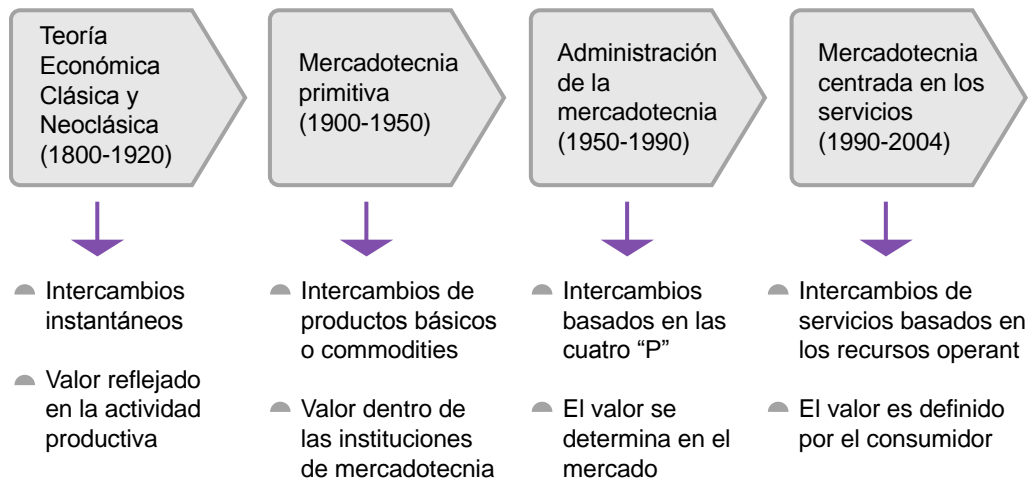 Teoría
Económica
Clásica y
Neoclásica
(1800-1920)
Mercadotecnia
primitiva
(1900-1950)
Administración
de la
mercadotecnia
(1950-1990)
Mercadotecnia
centrada en los
servicios
(1990-2004)
Intercambios
instantáneos
Valor reflejado
en la actividad
productiva
Intercambios de
productos básicos
o commodities
Valor dentro de
las instituciones
de mercadotecnia
Intercambios
basados en las
cuatro “P”
El valor se
determina en el
mercado
Intercambios de
servicios basados en
los recursos operant
El valor es definido
por el consumidor